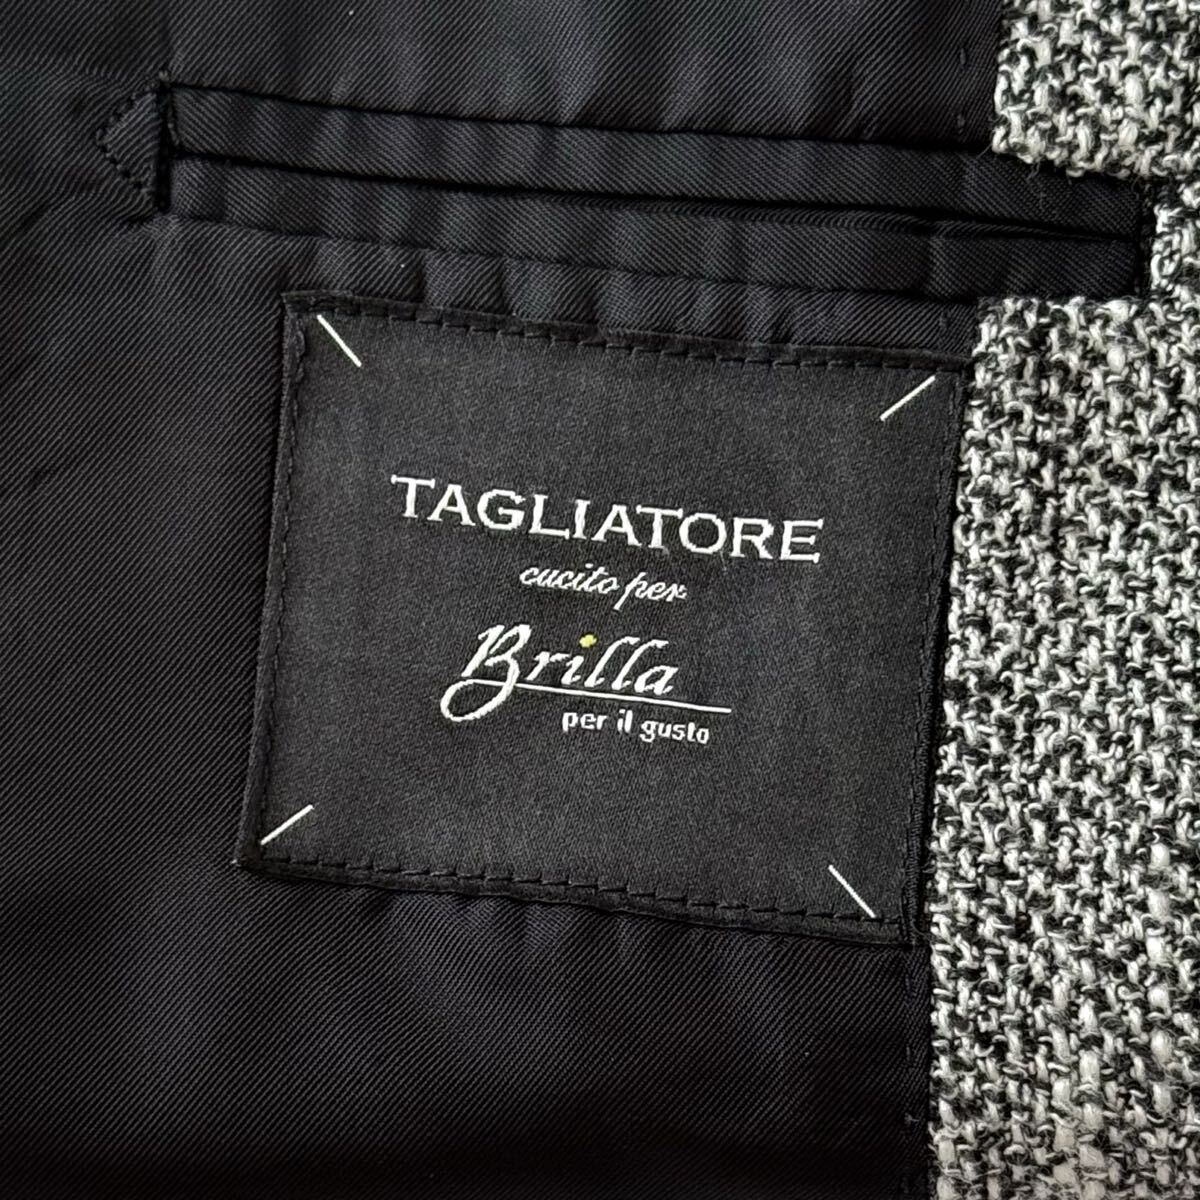 TAGLIATORE
cucito per
Brilla
per il gusto